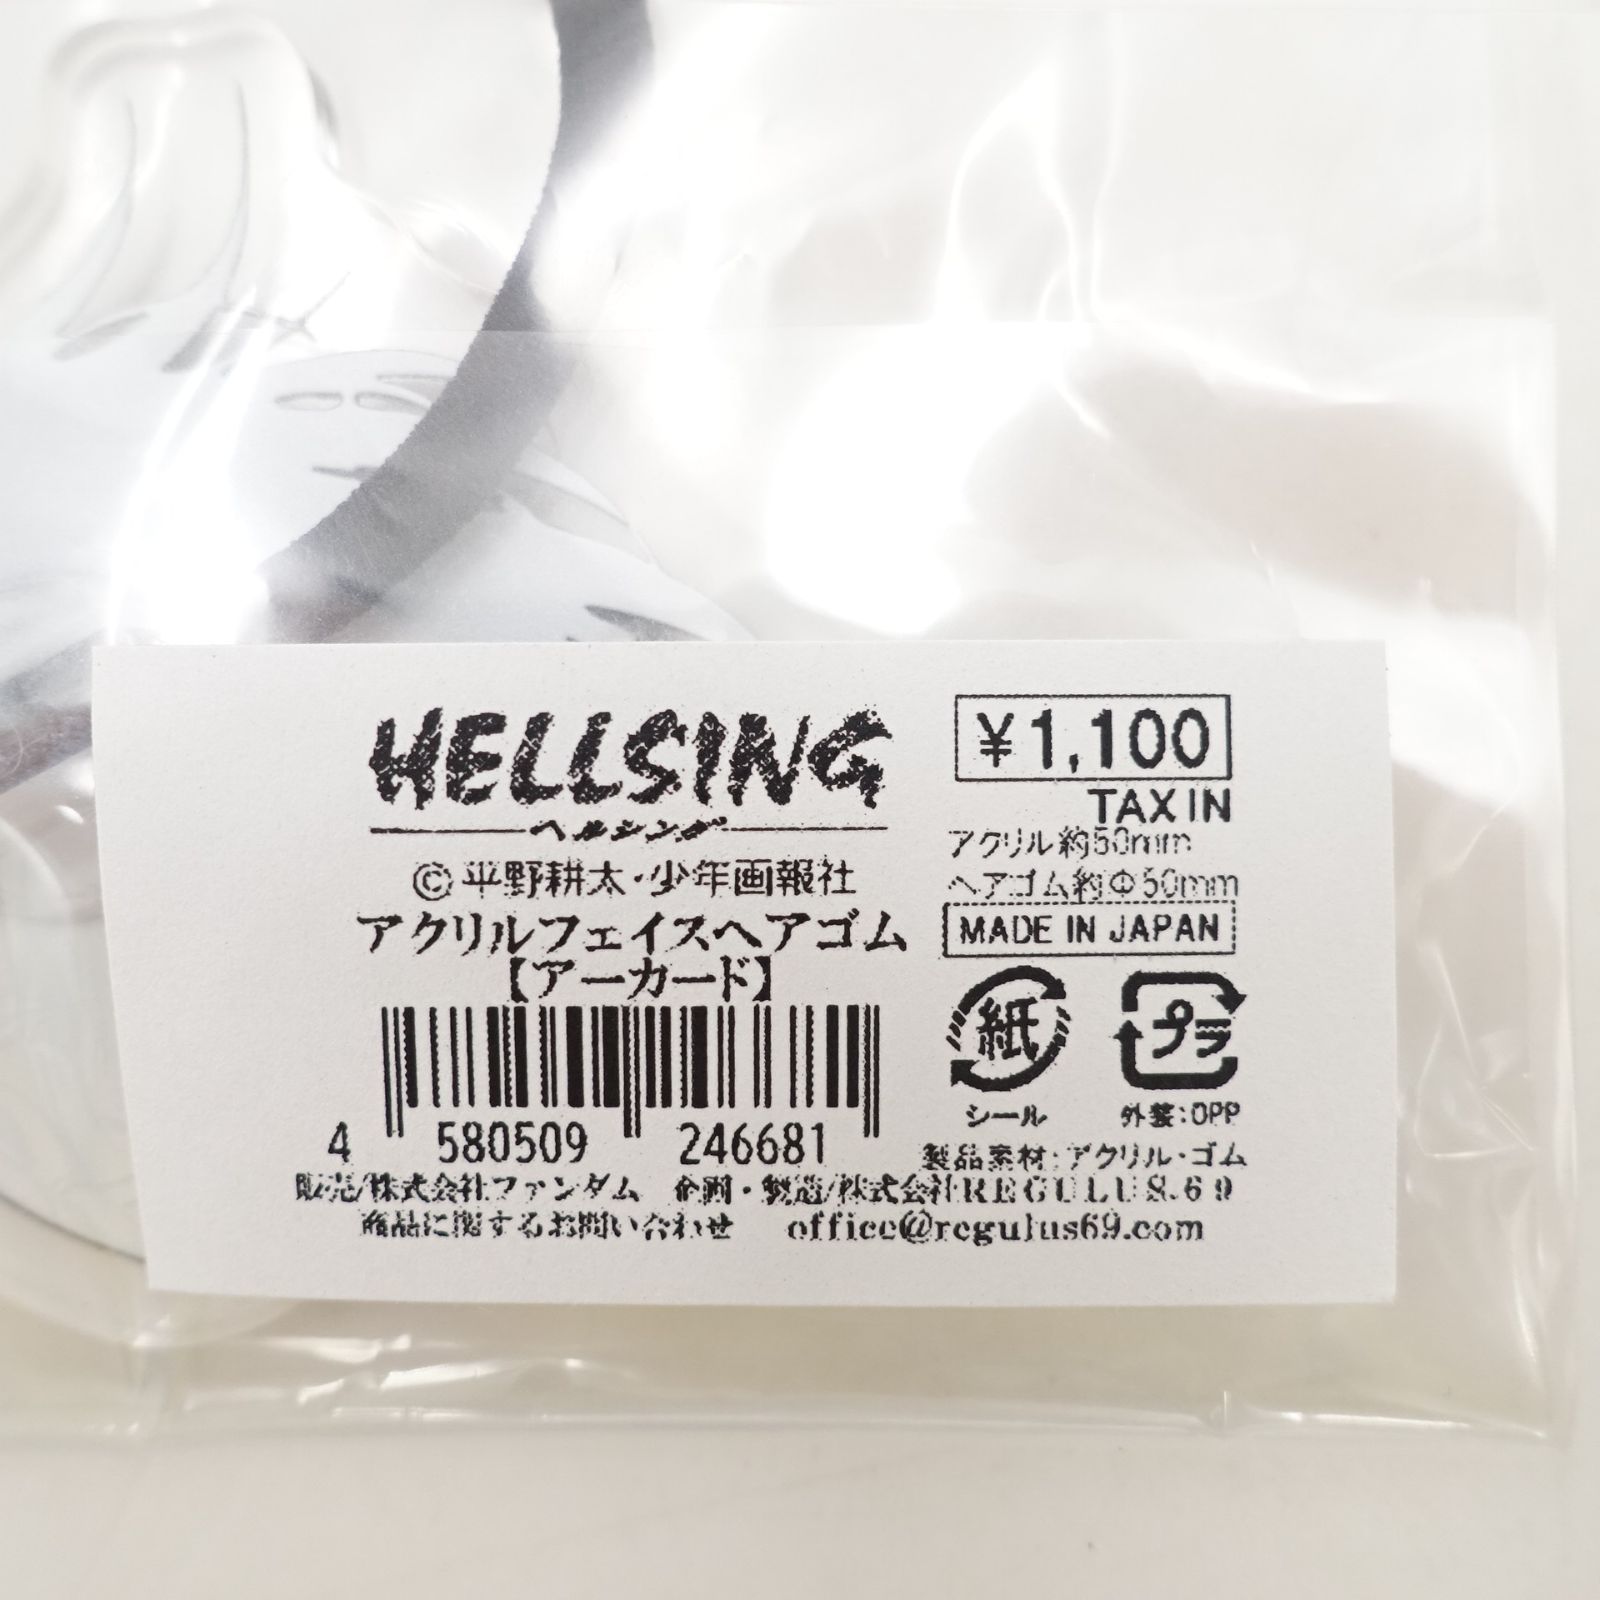 HELLSING
ヘルシング
©平野耕太・少年画報社
アクリルフェイスヘアゴム
【アーカード】
4 580509 246681
¥1,100
TAX IN
アクリル約50mm
ヘアゴム約Φ50mm
MADE IN JAPAN
紙
シール
プラ
外装:OPP
製品素材:アクリル・ゴム
販売/株式会社ファンダム 企画・製造/株式会社REGULUS.69
商品に関するお問い合わせ office@regulus69.com